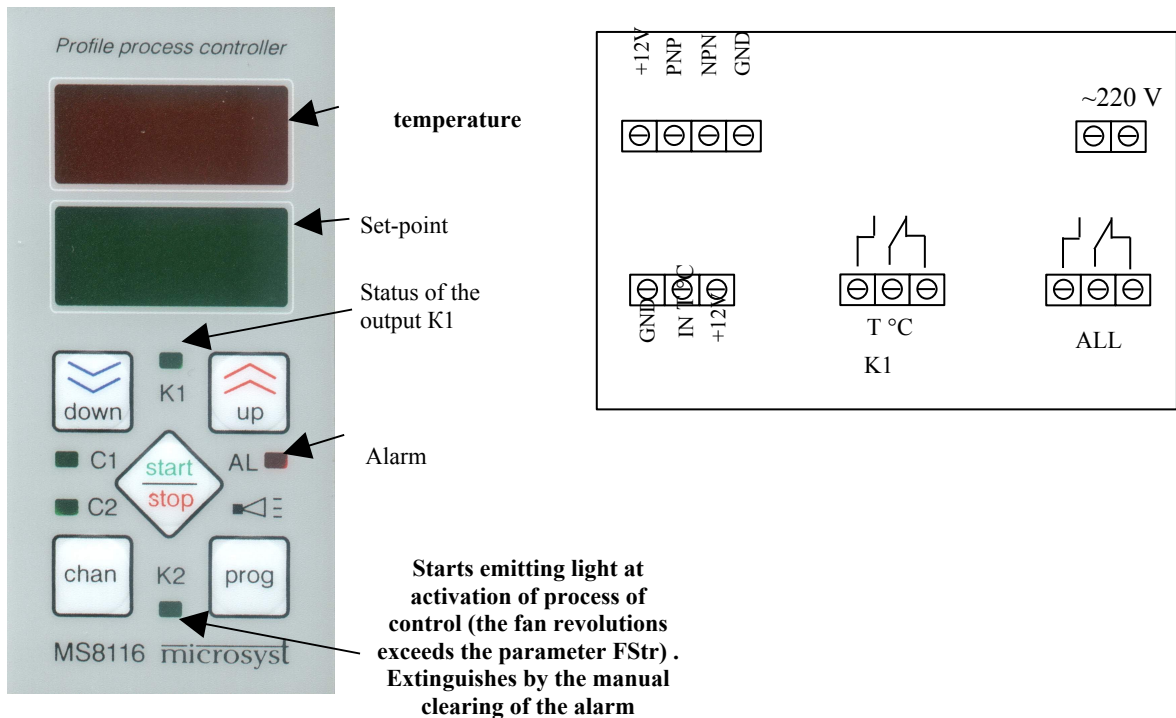 Profile process controller
temperature
Set-point
Status of the
output K1
down
K1
up
C1
start
stop
AL
Alarm
C2
chan
K2
prog
MS8116 microsyst
Starts emitting light at
activation of process of
control (the fan revolutions
exceeds the parameter FStr) .
Extinguishes by the manual
clearing of the alarm
+12V
PNP
NPN
GND
~220 V
GND
IN T °C
+12V
T °C
K1
ALL